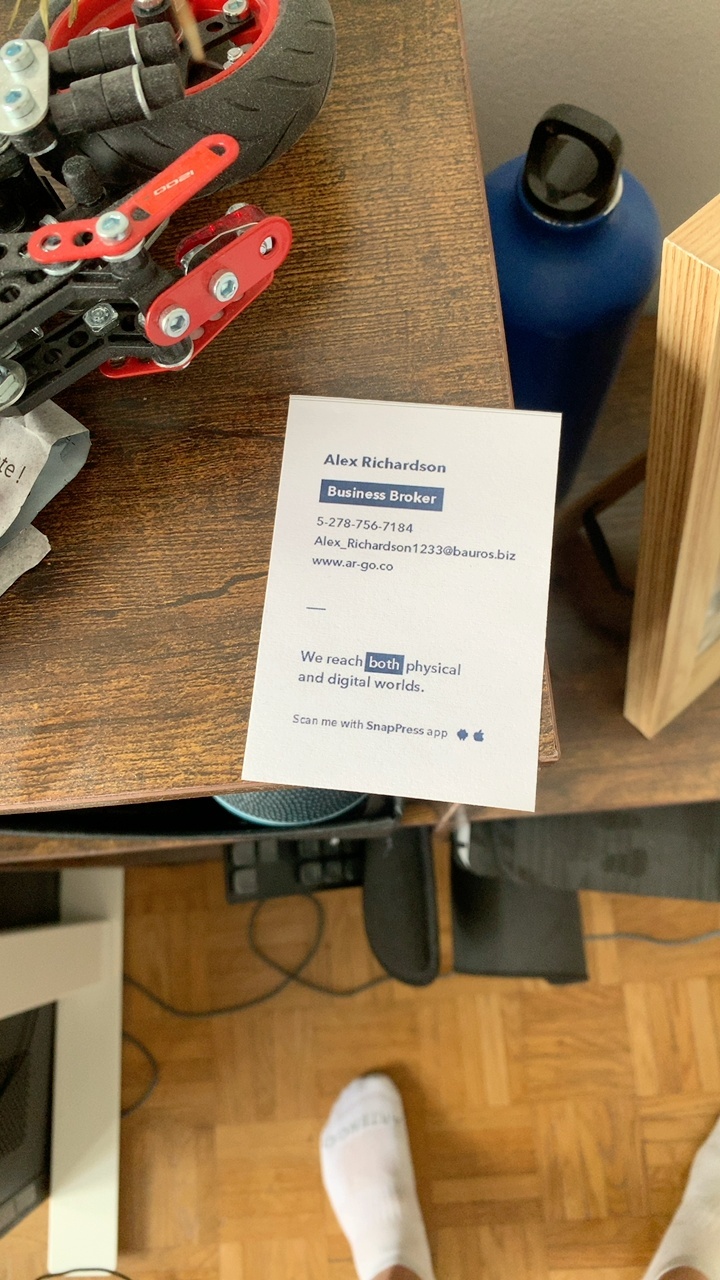 te!
Alex Richardson
Business Broker
5-278-756-7184
Alex_Richardson1233@bauros.biz
www.ar-go.co
We reach both physical
and digital worlds.
Scan me with SnapPress app